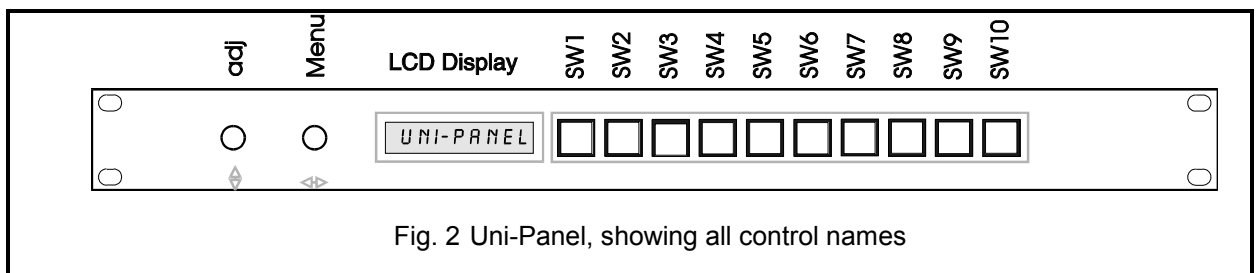 adj
Menu
LCD Display
SW1
SW2
SW3
SW4
SW5
SW6
SW7
SW8
SW9
SW10
UNI-PANEL
Fig. 2 Uni-Panel, showing all control names